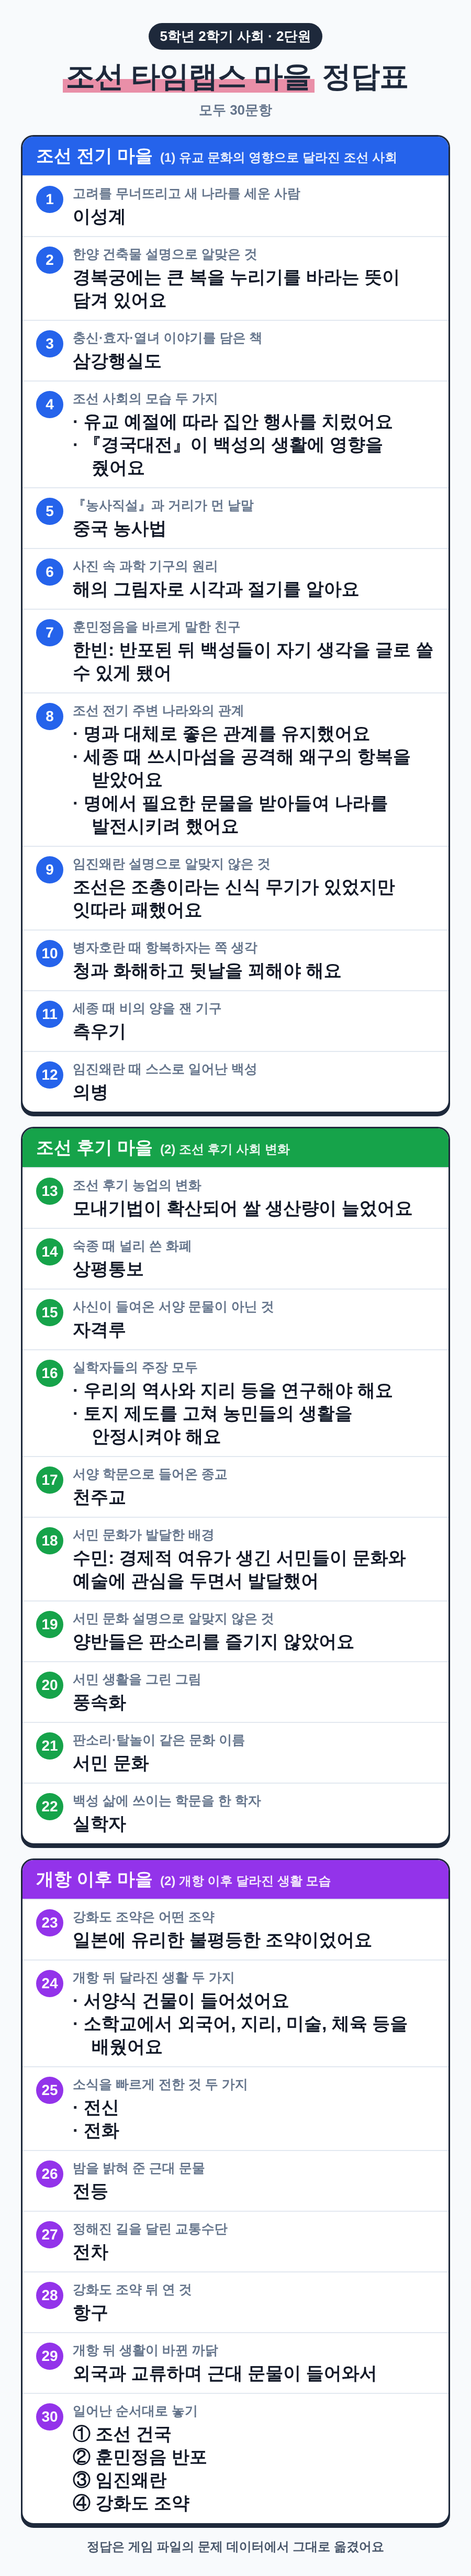 5학년 2학기 사회 · 2단원
조선 타임랩스 마을 정답표
모두 30문항
조선 전기 마을 (1) 유교 문화의 영향으로 달라진 조선 사회
1 고려를 무너뜨리고 새 나라를 세운 사람
이성계
2 한양 건축물 설명으로 알맞은 것
경복궁에는 큰 복을 누리기를 바라는 뜻이
담겨 있어요
3 충신·효자·열녀 이야기를 담은 책
삼강행실도
4 조선 사회의 모습 두 가지
· 유교 예절에 따라 집안 행사를 치렀어요
· 『경국대전』이 백성의 생활에 영향을
줬어요
5 『농사직설』과 거리가 먼 낱말
중국 농사법
6 사진 속 과학 기구의 원리
해의 그림자로 시각과 절기를 알아요
7 훈민정음을 바르게 말한 친구
한빈: 반포된 뒤 백성들이 자기 생각을 글로 쓸
수 있게 됐어
8 조선 전기 주변 나라와의 관계
· 명과 대체로 좋은 관계를 유지했어요
· 세종 때 쓰시마섬을 공격해 왜구의 항복을
받았어요
· 명에서 필요한 문물을 받아들여 나라를
발전시키려 했어요
9 임진왜란 설명으로 알맞지 않은 것
조선은 조총이라는 신식 무기가 있었지만
잇따라 패했어요
10 병자호란 때 항복하자는 쪽 생각
청과 화해하고 뒷날을 꾀해야 해요
11 세종 때 비의 양을 잰 기구
측우기
12 임진왜란 때 스스로 일어난 백성
의병
조선 후기 마을 (2) 조선 후기 사회 변화
13 조선 후기 농업의 변화
모내기법이 확산되어 쌀 생산량이 늘었어요
14 숙종 때 널리 쓴 화폐
상평통보
15 사신이 들여온 서양 문물이 아닌 것
자격루
16 실학자들의 주장 모두
· 우리의 역사와 지리 등을 연구해야 해요
· 토지 제도를 고쳐 농민들의 생활을
안정시켜야 해요
17 서양 학문으로 들어온 종교
천주교
18 서민 문화가 발달한 배경
수민: 경제적 여유가 생긴 서민들이 문화와
예술에 관심을 두면서 발달했어
19 서민 문화 설명으로 알맞지 않은 것
양반들은 판소리를 즐기지 않았어요
20 서민 생활을 그린 그림
풍속화
21 판소리·탈놀이 같은 문화 이름
서민 문화
22 백성 삶에 쓰이는 학문을 한 학자
실학자
개항 이후 마을 (2) 개항 이후 달라진 생활 모습
23 강화도 조약은 어떤 조약
일본에 유리한 불평등한 조약이었어요
24 개항 뒤 달라진 생활 두 가지
· 서양식 건물이 들어섰어요
· 소학교에서 외국어, 지리, 미술, 체육 등을
배웠어요
25 소식을 빠르게 전한 것 두 가지
· 전신
· 전화
26 밤을 밝혀 준 근대 문물
전등
27 정해진 길을 달린 교통수단
전차
28 강화도 조약 뒤 연 것
항구
29 개항 뒤 생활이 바뀐 까닭
외국과 교류하며 근대 문물이 들어와서
30 일어난 순서대로 놓기
① 조선 건국
② 훈민정음 반포
③ 임진왜란
④ 강화도 조약
정답은 게임 파일의 문제 데이터에서 그대로 옮겼어요